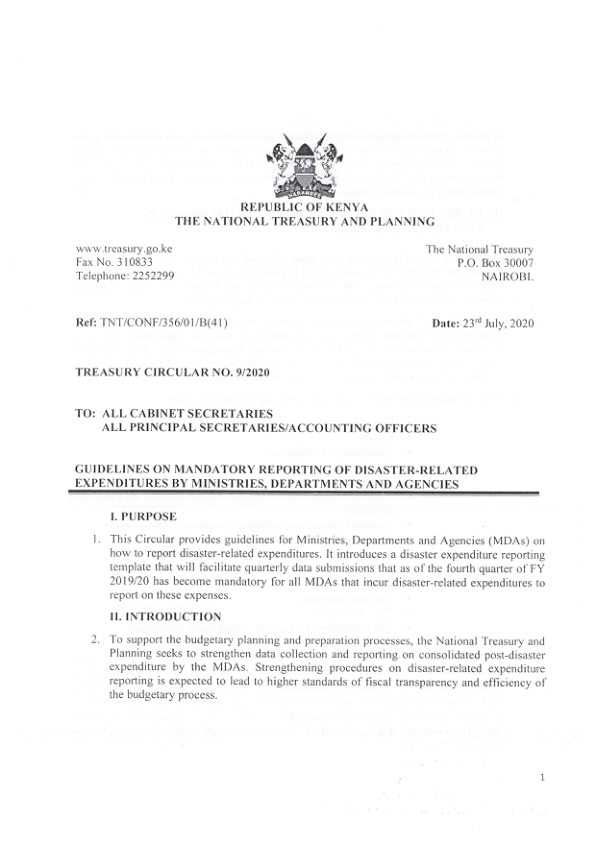 REPUBLIC OF KENYA
THE NATIONAL TREASURY AND PLANNING
www.treasury.go.ke
Fax No. 310833
Telephone: 2252299
The National Treasury
P.O. Box 30007
NAIROBI.
Ref: TNT/CONF/356/01/B(41)
Date: 23rd July, 2020
TREASURY CIRCULAR NO. 9/2020
TO: ALL CABINET SECRETARIES
ALL PRINCIPAL SECRETARIES/ACCOUNTING OFFICERS
GUIDELINES ON MANDATORY REPORTING OF DISASTER-RELATED
EXPENDITURES BY MINISTRIES, DEPARTMENTS AND AGENCIES
I. PURPOSE
1. This Circular provides guidelines for Ministries, Departments and Agencies (MDAs) on
how to report disaster-related expenditures. It introduces a disaster expenditure reporting
template that will facilitate quarterly data submissions that as of the fourth quarter of FY
2019/20 has become mandatory for all MDAs that incur disaster-related expenditures to
report on these expenses.
II. INTRODUCTION
2. To support the budgetary planning and preparation processes, the National Treasury and
Planning seeks to strengthen data collection and reporting on consolidated post-disaster
expenditure by the MDAs. Strengthening procedures on disaster-related expenditure
reporting is expected to lead to higher standards of fiscal transparency and efficiency of
the budgetary process.
1